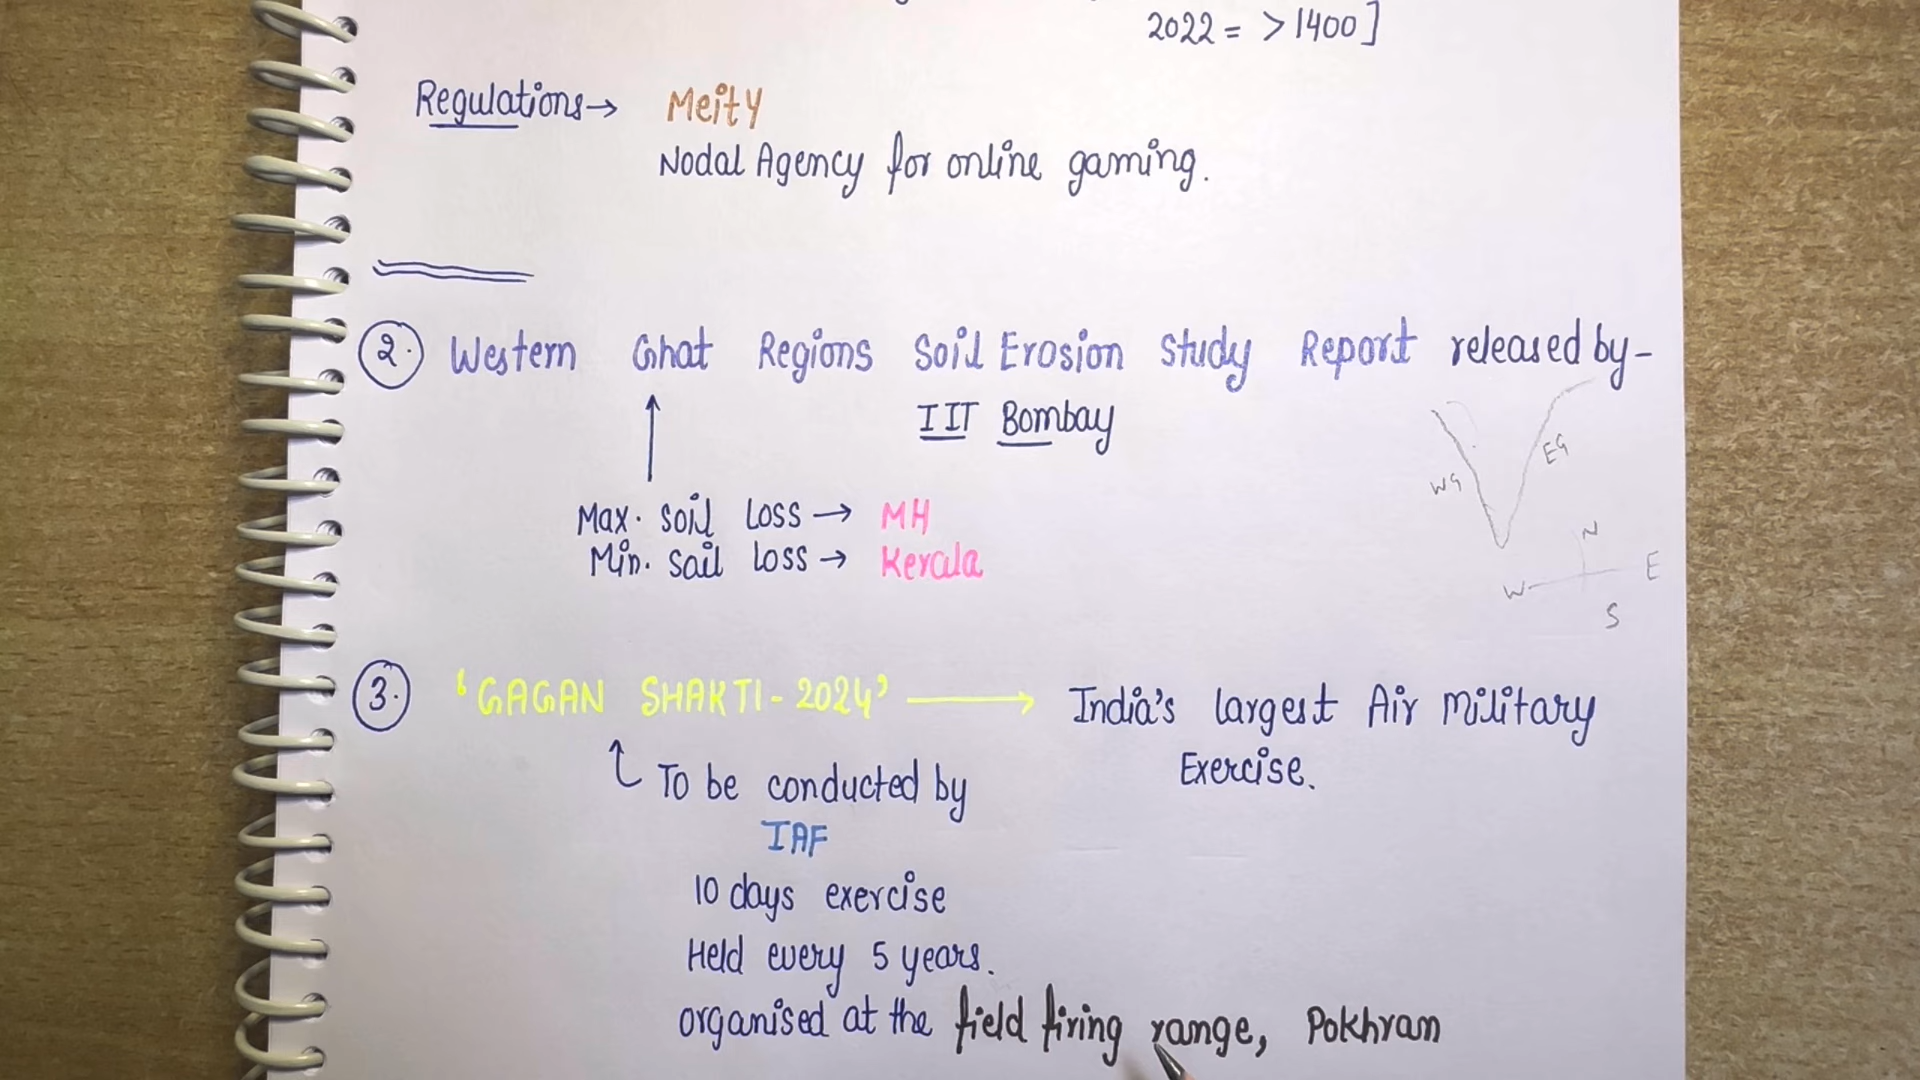 2022 = > 1400]
Regulations → Meity
Nodal Agency for online gaming.
2. Western Ghat Regions Soil Erosion Study Report released by -
IIT Bombay
WG
EG
Max. soil loss → MH
Min. sail loss → Kerala
N
W
E
S
3. 'GAGAN SHAKTI - 2024' → India's largest Air Military
Exercise.
To be conducted by
IAF
10 days exercise
Held every 5 years.
organised at the field firing range, Pokhran